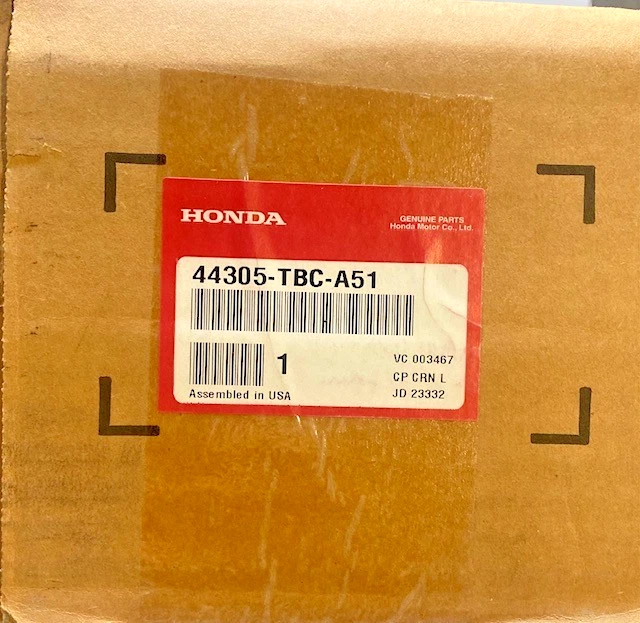 HONDA
GENUINE PARTS
Honda Motor Co., Ltd.
44305-TBC-A51
1
VC 003467
CP CRN L
Assembled in USA
JD 23332